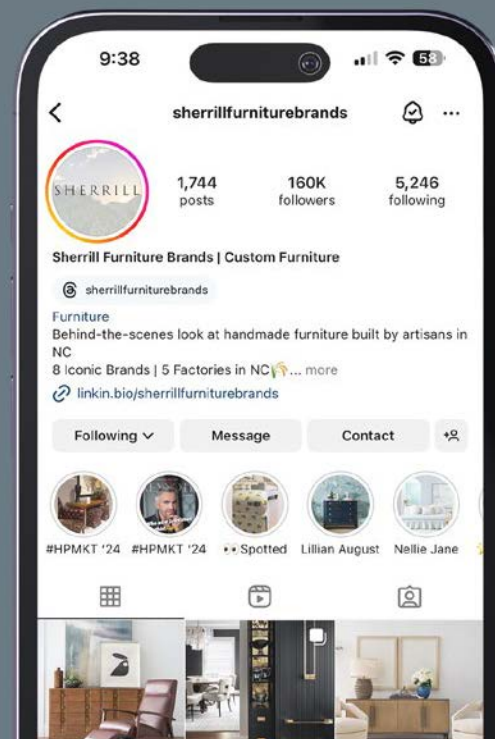 9:38
58
sherrillfurniturebrands
SHERRILL
1,744 160K 5,246
posts followers following
Sherrill Furniture Brands | Custom Furniture
sherrillfurniturebrands
Furniture
Behind-the-scenes look at handmade furniture built by artisans in
NC
8 Iconic Brands | 5 Factories in NC🌾... more
linkin.bio/sherrillfurniturebrands
Following Message Contact
#HPMKT '24 #HPMKT '24 👀Spotted Lillian August Nellie Jane